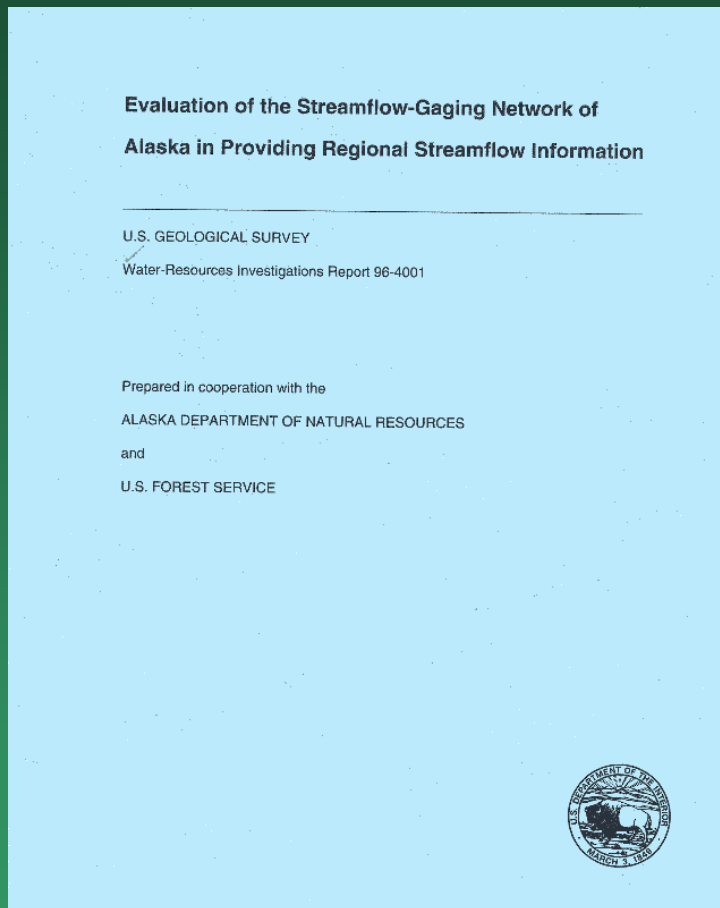 Evaluation of the Streamflow-Gaging Network of
Alaska in Providing Regional Streamflow Information
U.S. GEOLOGICAL SURVEY
Water-Resources Investigations Report 96-4001
Prepared in cooperation with the
ALASKA DEPARTMENT OF NATURAL RESOURCES
and
U.S. FOREST SERVICE
U.S. DEPARTMENT OF THE INTERIOR
MARCH 3, 1849